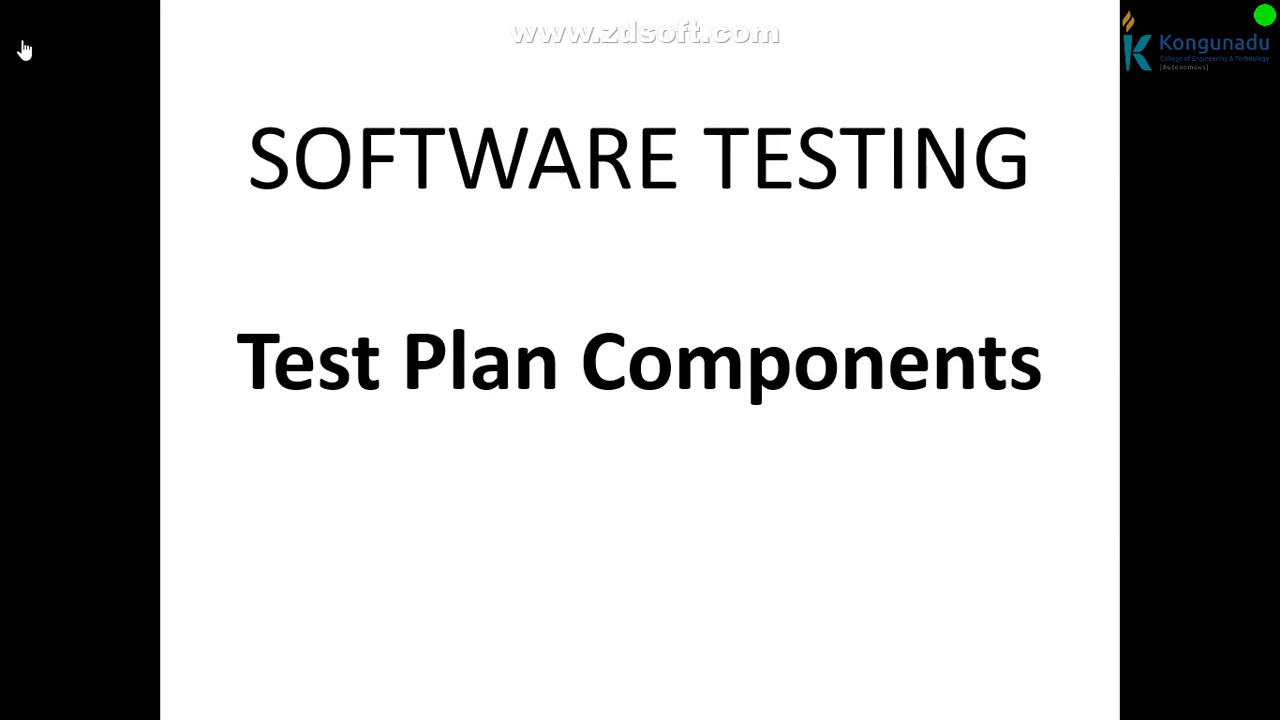 www.zdsoft.com
Kongunadu
College of Engineering & Technology
[Autonomous]
SOFTWARE TESTING
Test Plan Components